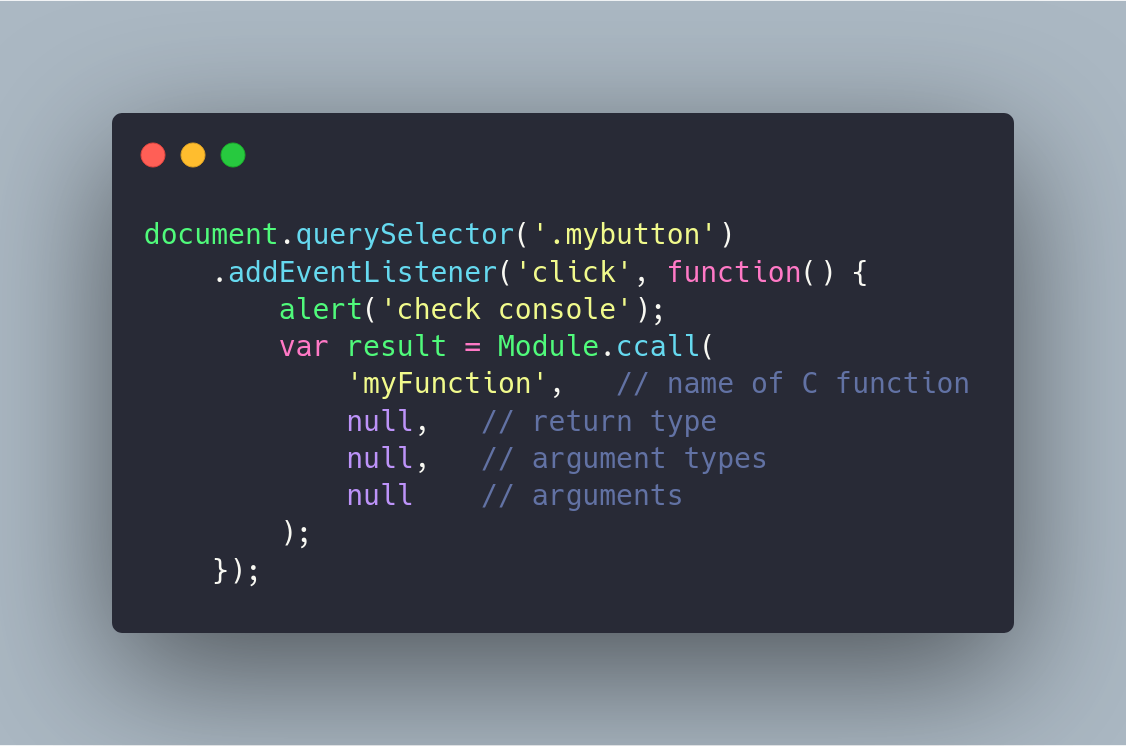 document.querySelector('.mybutton')
    .addEventListener('click', function() {
        alert('check console');
        var result = Module.ccall(
            'myFunction',   // name of C function
            null,   // return type
            null,   // argument types
            null    // arguments
        );
    });